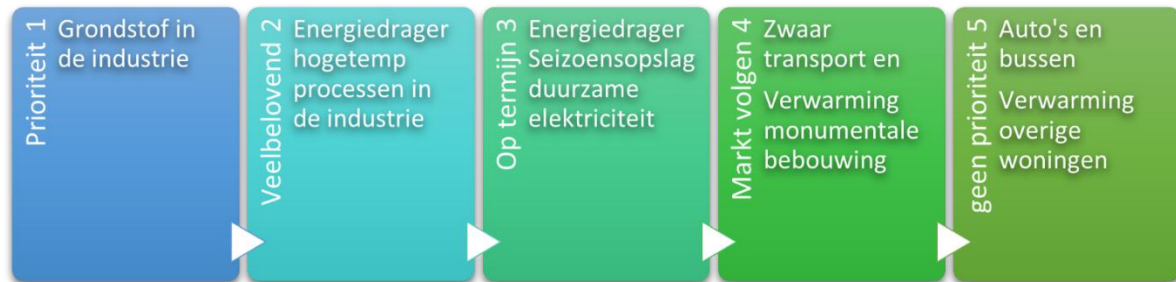 Prioriteit 1
Grondstof in
de industrie
Veelbelovend 2
Energiedrager
hogetemp
processen in
de industrie
Op termijn 3
Energiedrager
Seizoensopslag
duurzame
elektriciteit
Markt volgen 4
Zwaar
transport en
Verwarming
monumentale
bebouwing
geen prioriteit 5
Auto's en
bussen
Verwarming
overige
woningen